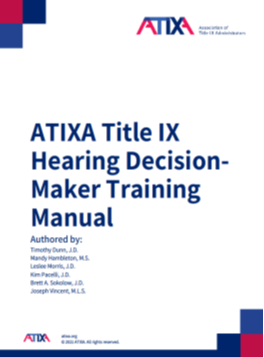 ATIXA
Association of
Title IX Administrators
ATIXA Title IX
Hearing Decision-
Maker Training
Manual
Authored by:
Timothy Dunn, J.D.
Mandy Hambleton, M.S.
Leslee Morris, J.D.
Kim Pacelli, J.D.
Brett A. Sokolow, J.D.
Joseph Vincent, M.L.S.
ATIXA
atixa.org
© 2021 ATIXA. All rights reserved.